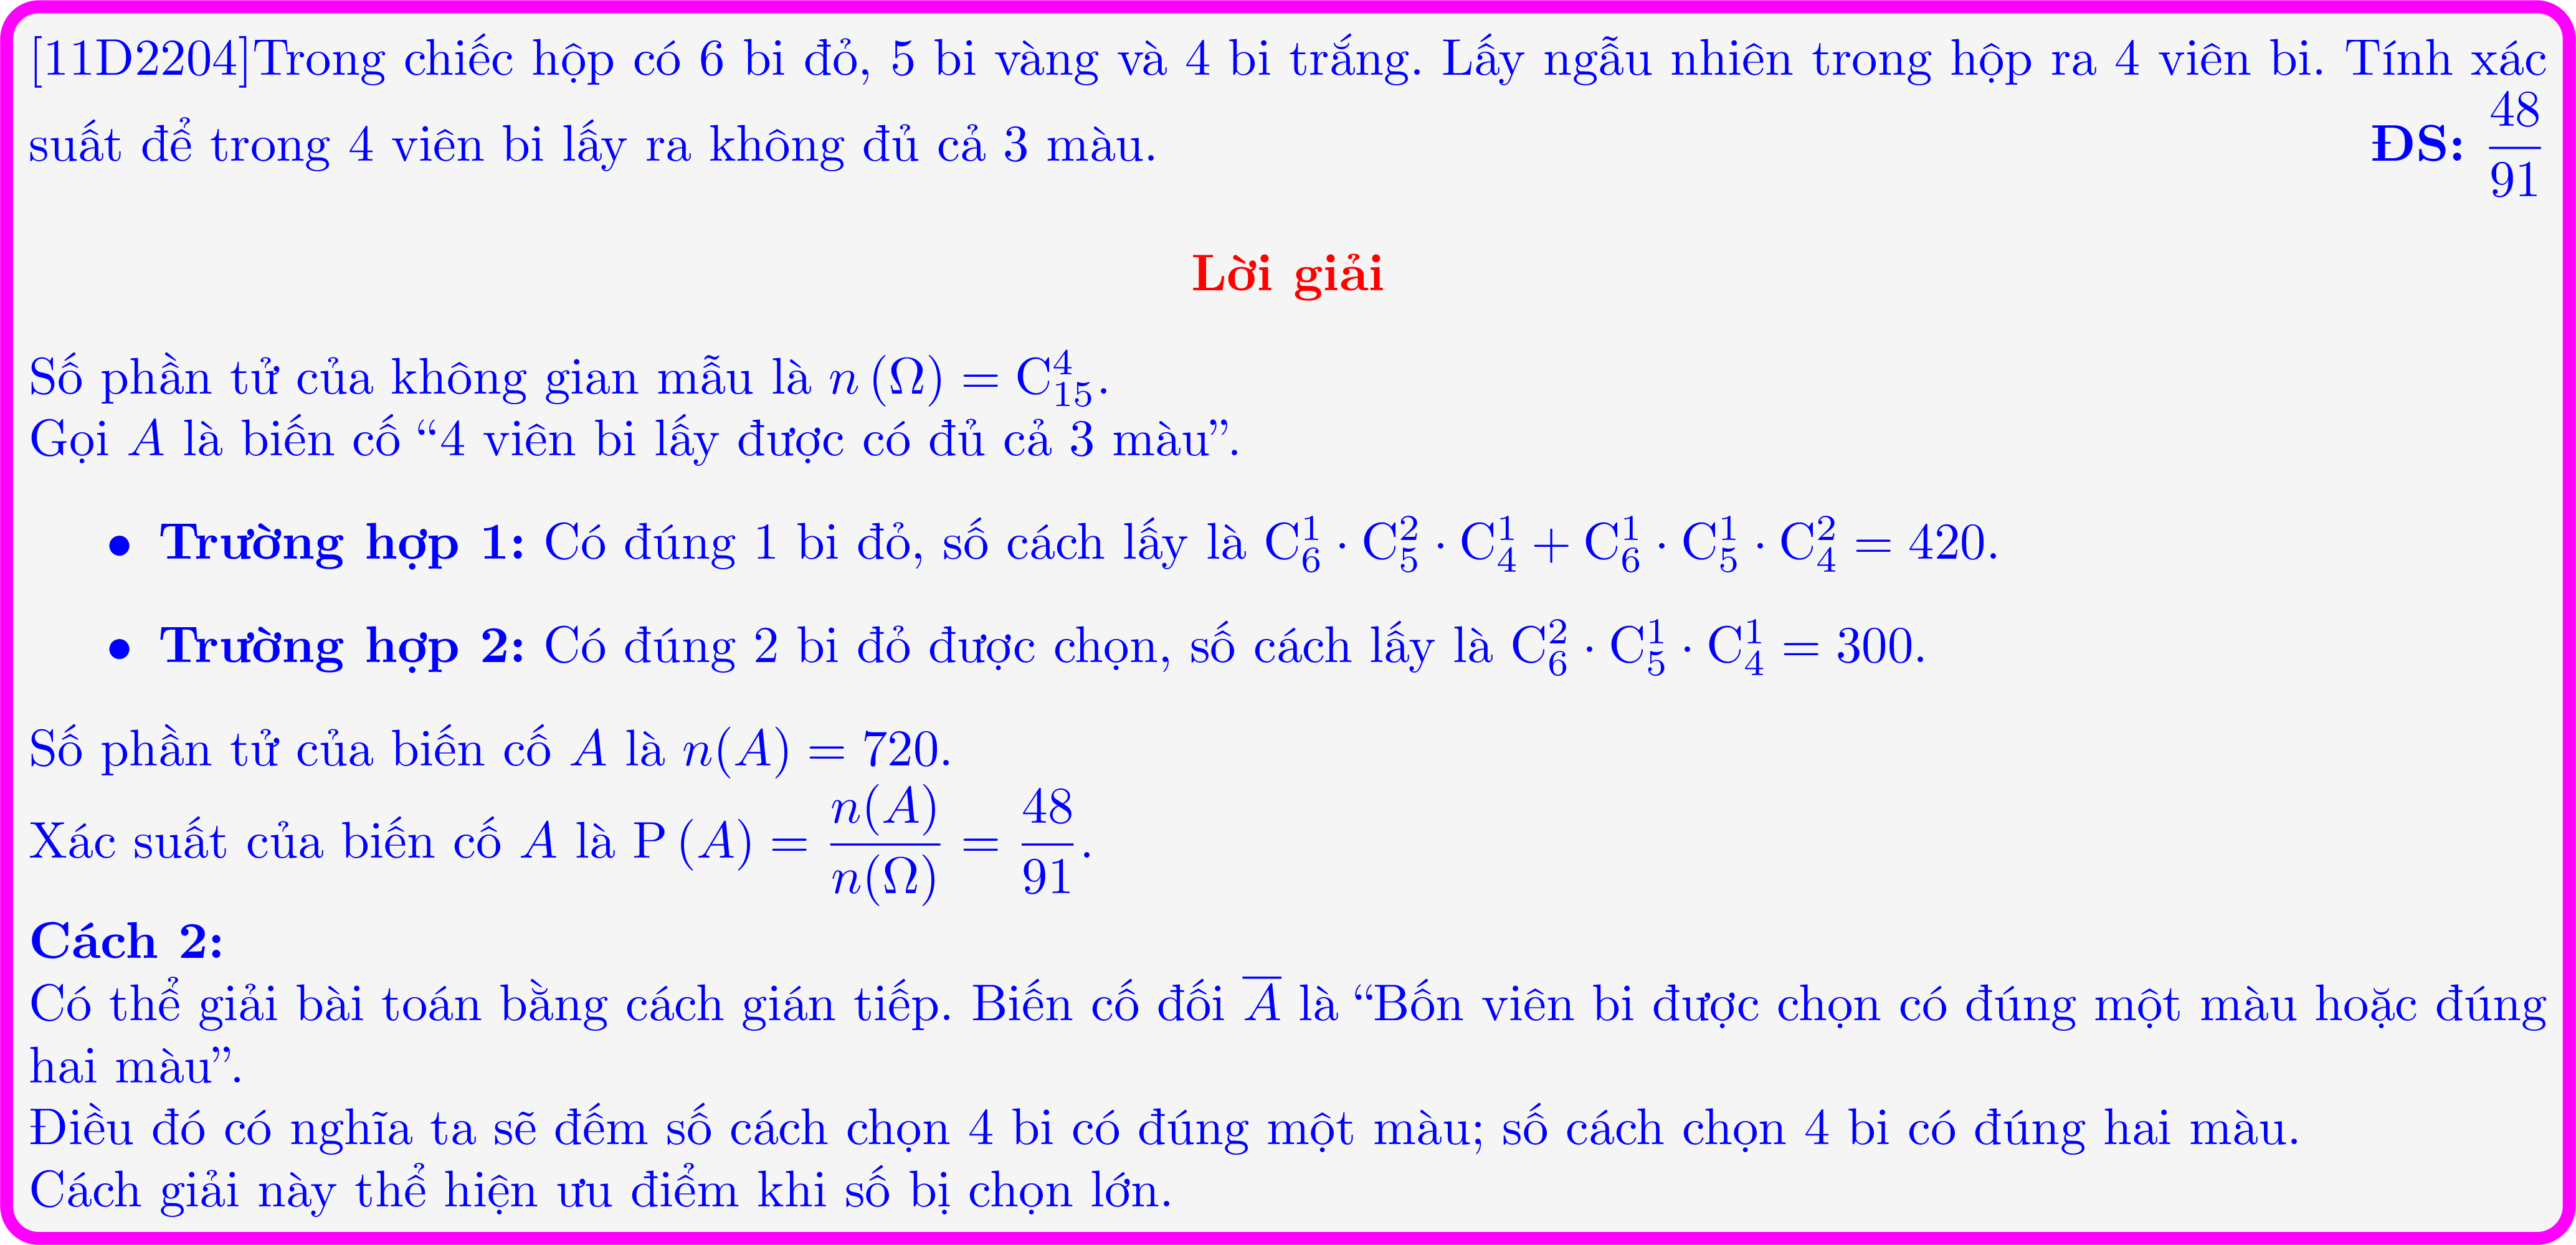 [11D2204]Trong chiếc hộp có 6 bi đỏ, 5 bi vàng và 4 bi trắng. Lấy ngẫu nhiên trong hộp ra 4 viên bi. Tính xác
suất để trong 4 viên bi lấy ra không đủ cả 3 màu. ĐS: \frac{48}{91}
Lời giải
Số phần tử của không gian mẫu là n(Ω) = C_{15}^{4}.
Gọi A là biến cố “4 viên bi lấy được có đủ cả 3 màu”.
• Trường hợp 1: Có đúng 1 bi đỏ, số cách lấy là C_6^1 · C_5^2 · C_4^1 + C_6^1 · C_5^1 · C_4^2 = 420.
• Trường hợp 2: Có đúng 2 bi đỏ được chọn, số cách lấy là C_6^2 · C_5^1 · C_4^1 = 300.
Số phần tử của biến cố A là n(A) = 720.
Xác suất của biến cố A là P(A) = \frac{n(A)}{n(Ω)} = \frac{48}{91}.
Cách 2:
Có thể giải bài toán bằng cách gián tiếp. Biến cố đối \overline{A} là “Bốn viên bi được chọn có đúng một màu hoặc đúng
hai màu”.
Điều đó có nghĩa ta sẽ đếm số cách chọn 4 bi có đúng một màu; số cách chọn 4 bi có đúng hai màu.
Cách giải này thể hiện ưu điểm khi số bị chọn lớn.